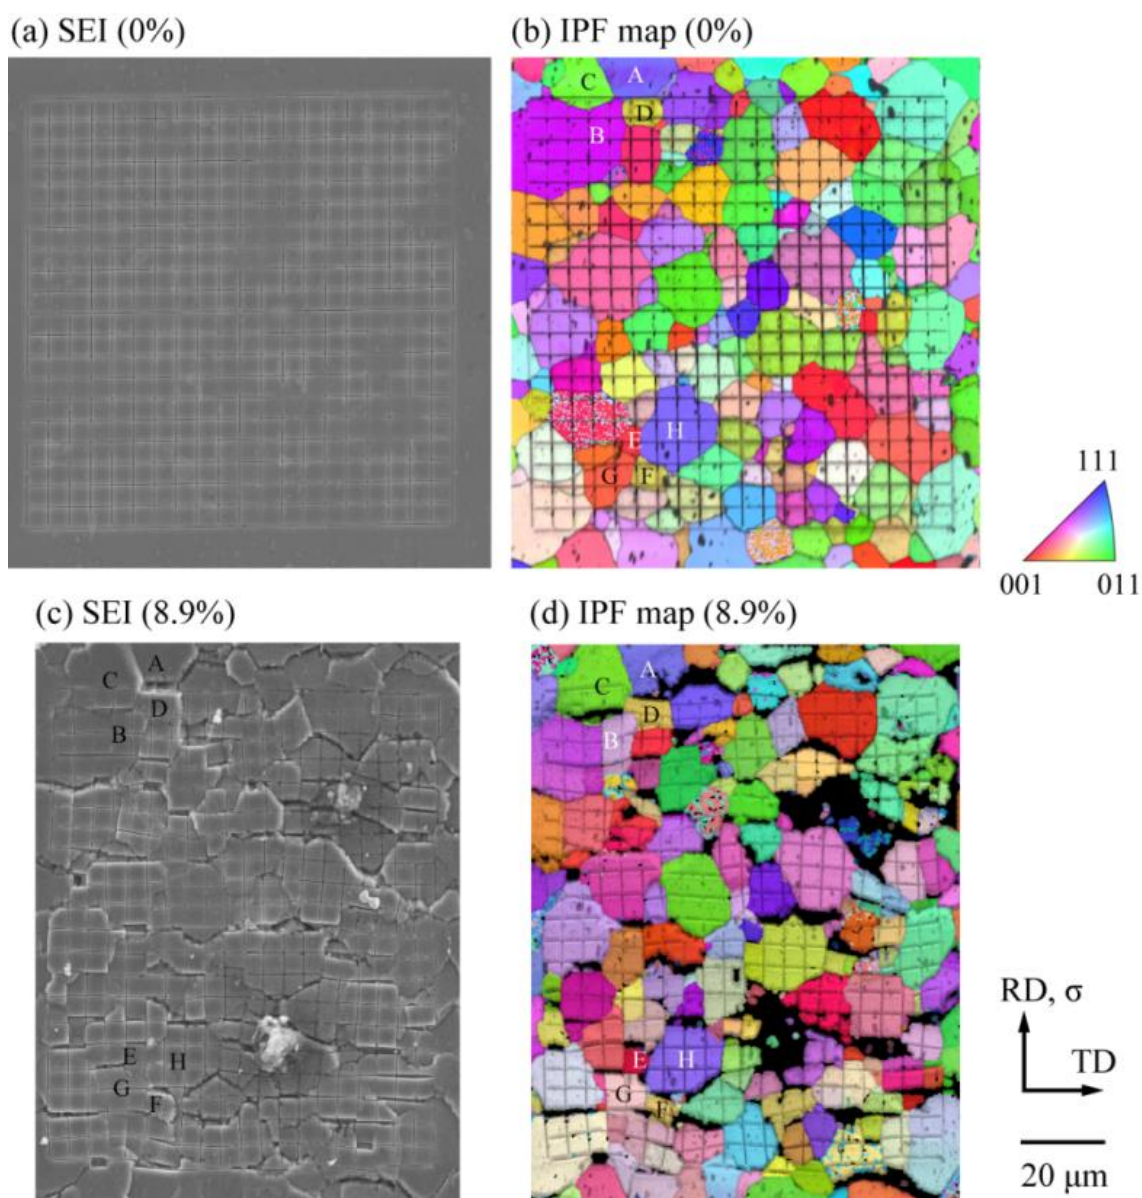 (a) SEI (0%)
(b) IPF map (0%)
A
C
D
B
E
H
G
F
111
001
011
(c) SEI (8.9%)
(d) IPF map (8.9%)
A
C
D
B
E
H
G
F
A
C
D
B
E
H
G
F
RD, σ
TD
20 μm